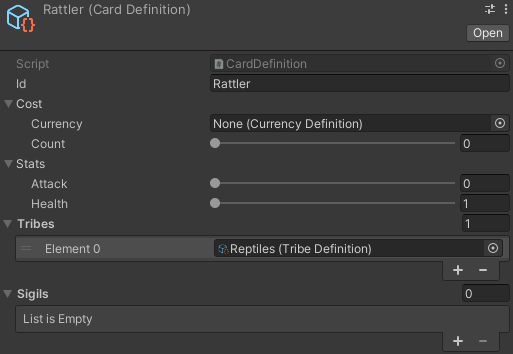 Rattler (Card Definition)
Open
Script CardDefinition
Id Rattler
Cost
Currency None (Currency Definition)
Count 0
Stats
Attack 0
Health 1
Tribes 1
Element 0 Reptiles (Tribe Definition)
Sigils 0
List is Empty